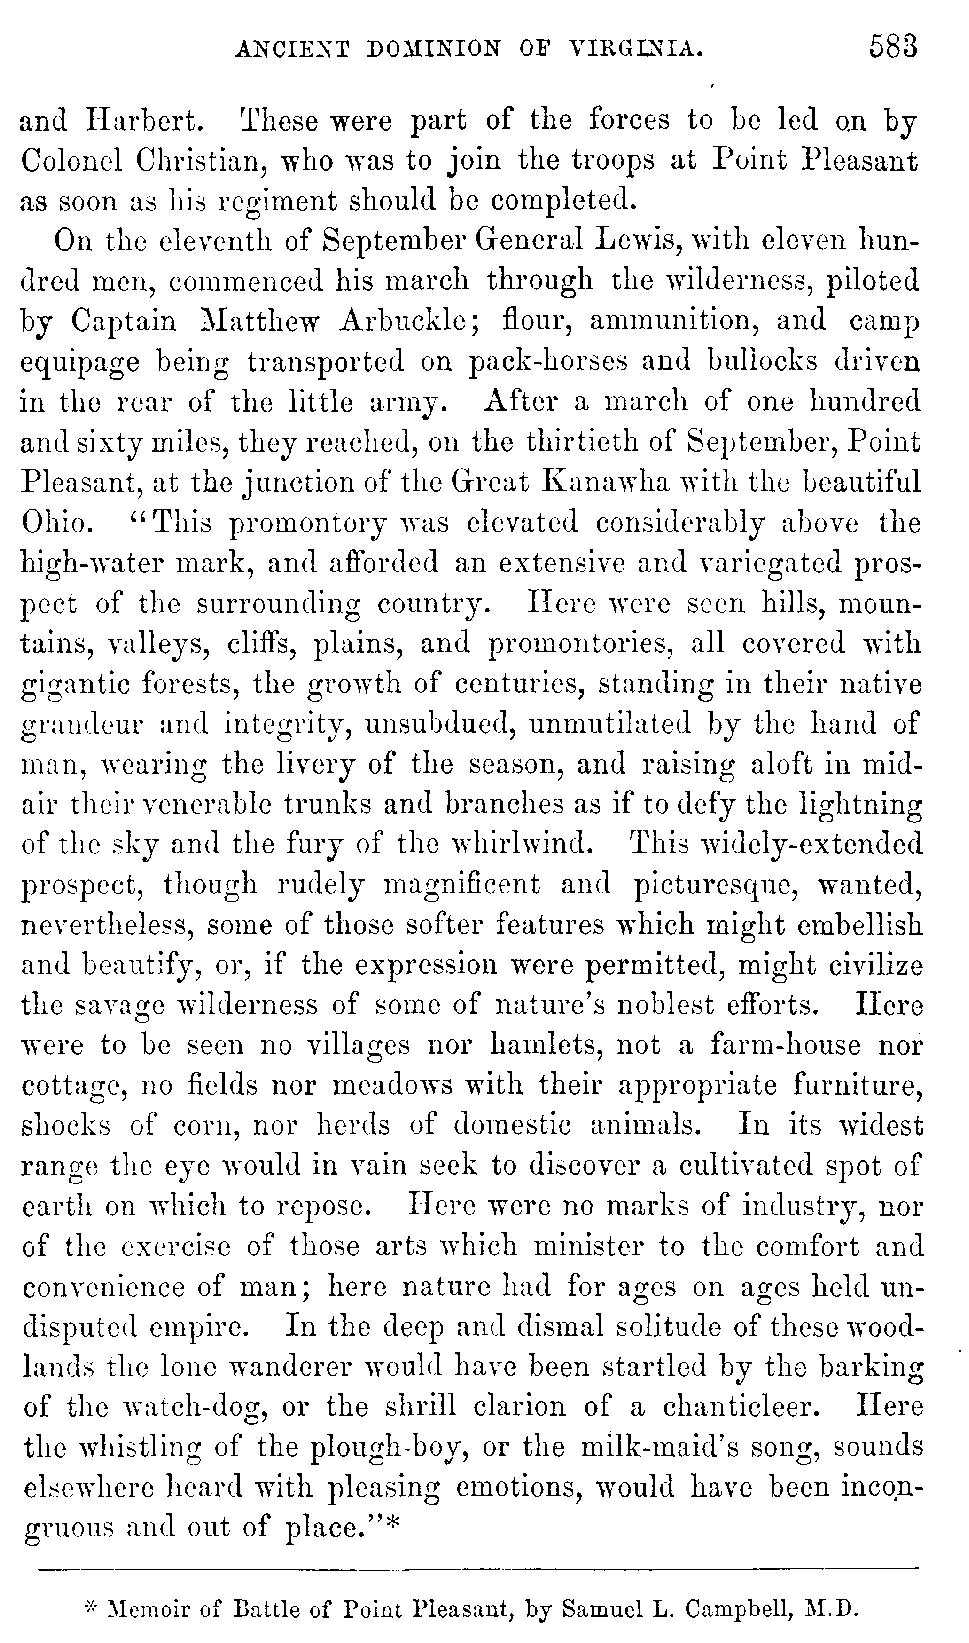 ANCIENT DOMINION OF VIRGINIA. 583
and Harbert. These were part of the forces to be led on by
Colonel Christian, who was to join the troops at Point Pleasant
as soon as his regiment should be completed.
On the eleventh of September General Lewis, with eleven hun-
dred men, commenced his march through the wilderness, piloted
by Captain Matthew Arbuckle; flour, ammunition, and camp
equipage being transported on pack-horses and bullocks driven
in the rear of the little army. After a march of one hundred
and sixty miles, they reached, on the thirtieth of September, Point
Pleasant, at the junction of the Great Kanawha with the beautiful
Ohio. "This promontory was elevated considerably above the
high-water mark, and afforded an extensive and variegated pros-
pect of the surrounding country. Here were seen hills, moun-
tains, valleys, cliffs, plains, and promontories, all covered with
gigantic forests, the growth of centuries, standing in their native
grandeur and integrity, unsubdued, unmutilated by the hand of
man, wearing the livery of the season, and raising aloft in mid-
air their venerable trunks and branches as if to defy the lightning
of the sky and the fury of the whirlwind. This widely-extended
prospect, though rudely magnificent and picturesque, wanted,
nevertheless, some of those softer features which might embellish
and beautify, or, if the expression were permitted, might civilize
the savage wilderness of some of nature's noblest efforts. Here
were to be seen no villages nor hamlets, not a farm-house nor
cottage, no fields nor meadows with their appropriate furniture,
shocks of corn, nor herds of domestic animals. In its widest
range the eye would in vain seek to discover a cultivated spot of
earth on which to repose. Here were no marks of industry, nor
of the exercise of those arts which minister to the comfort and
convenience of man; here nature had for ages on ages held un-
disputed empire. In the deep and dismal solitude of these wood-
lands the lone wanderer would have been startled by the barking
of the watch-dog, or the shrill clarion of a chanticleer. Here
the whistling of the plough-boy, or the milk-maid's song, sounds
elsewhere heard with pleasing emotions, would have been incon-
gruous and out of place."*
* Memoir of Battle of Point Pleasant, by Samuel L. Campbell, M.D.